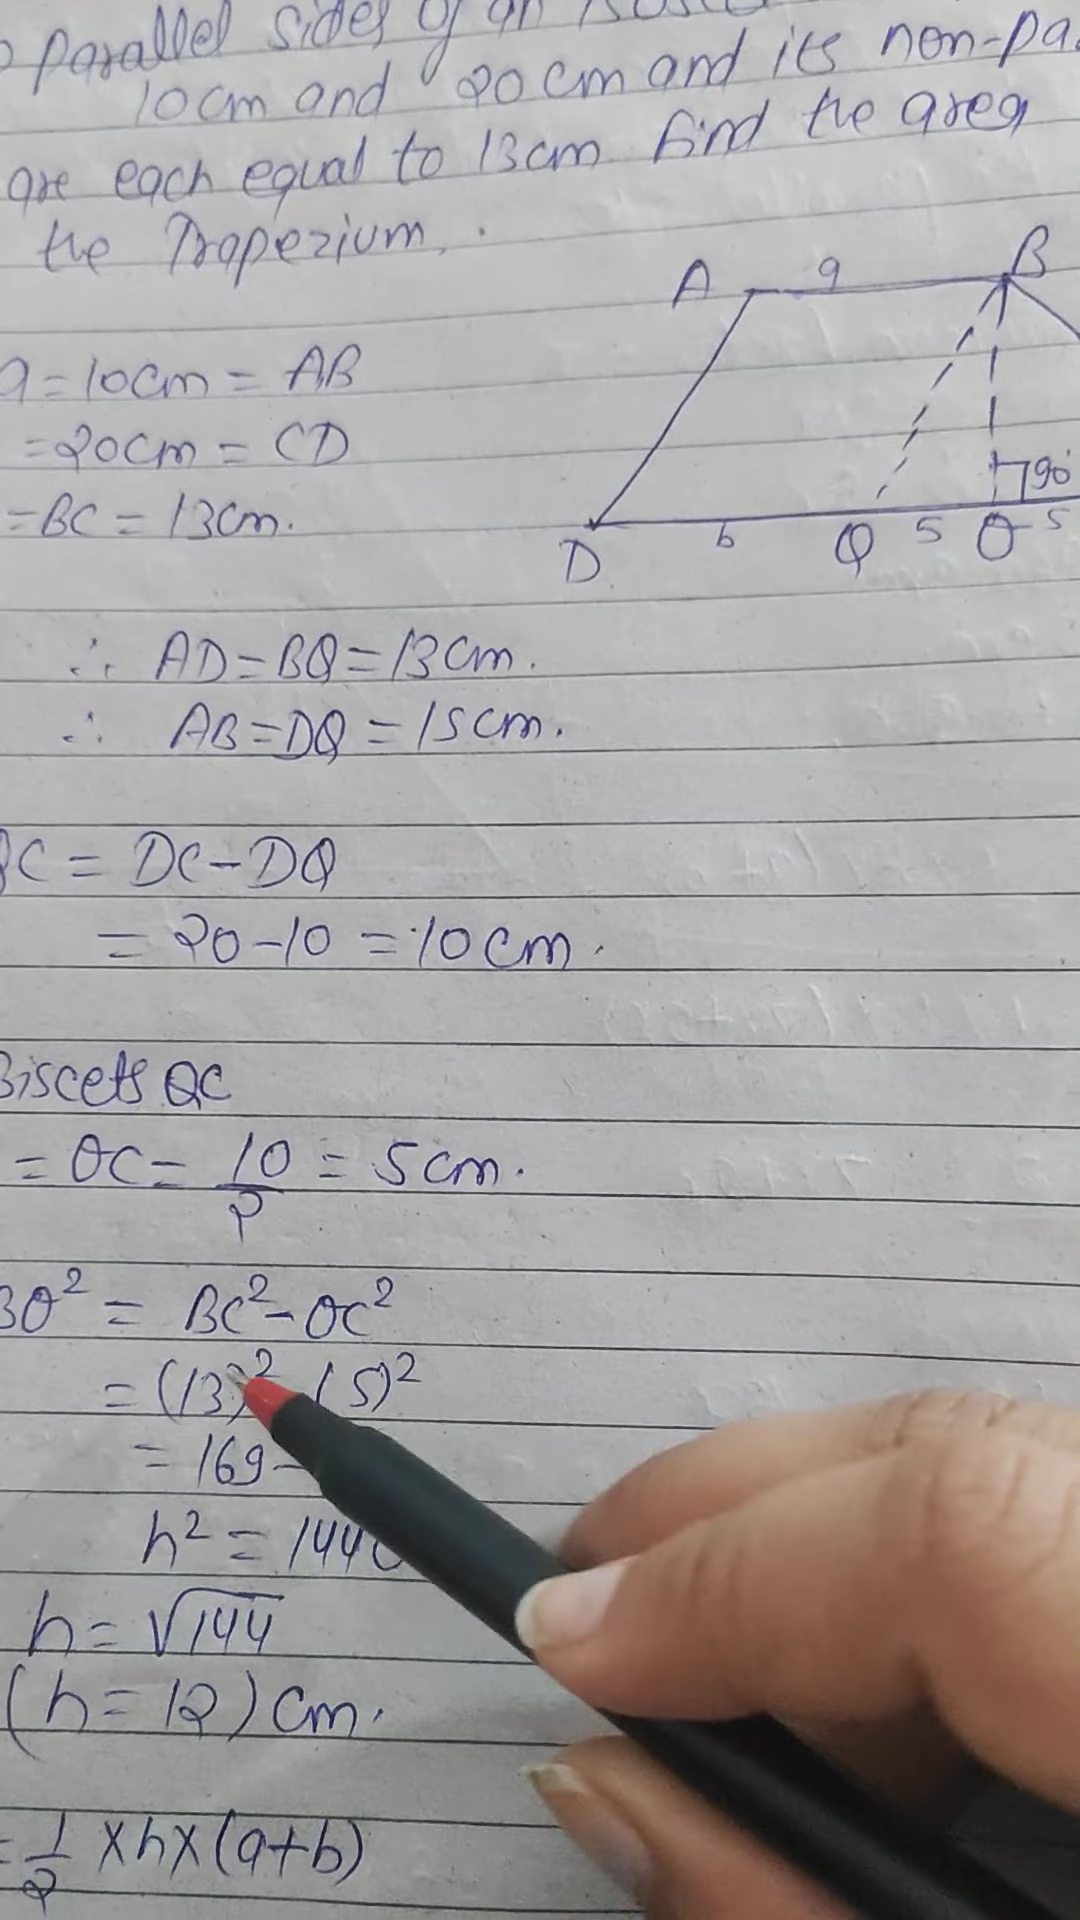 parallel sides of an
10cm and 20cm and its non-pa
are each equal to 13cm find the area
the Trapezium.
A a B
a = 10cm = AB
= 20cm = CD
= BC = 13cm.
90°
D b Q 5 O 5
∴ AD = BQ = 13cm.
∴ AB = DQ = 15cm.
QC = DC - DQ
= 20 - 10 = 10cm.
Biscets QC
= OC = 10/2 = 5cm.
BO² = BC² - OC²
= (13)² (5)²
= 169 -
h² = 144
h = √144
(h = 12) cm.
= 1/2 × h × (a+b)